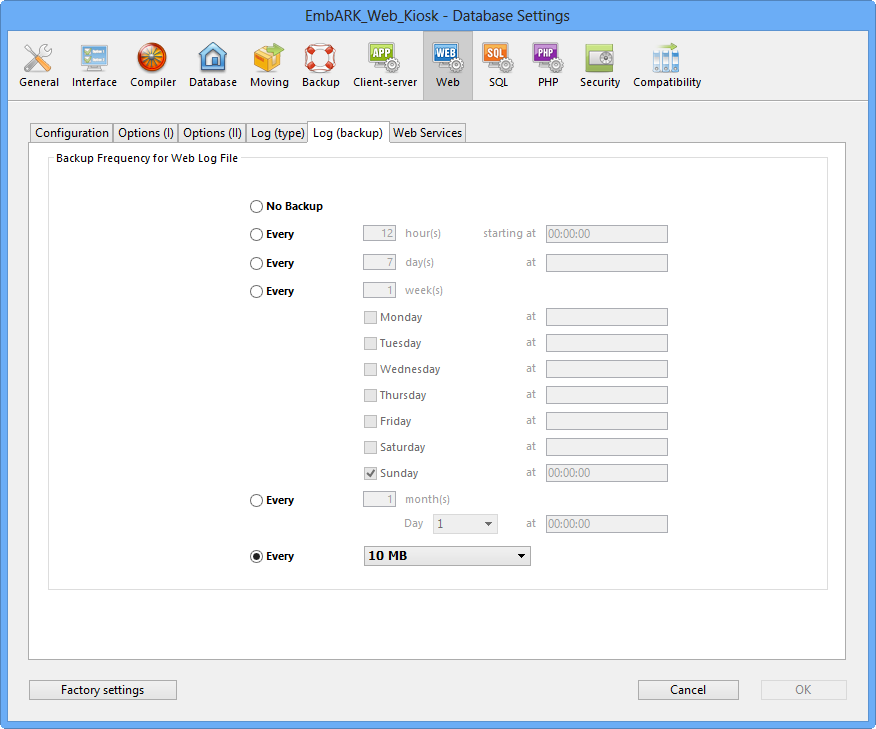 EmbARK_Web_Kiosk - Database Settings
APP WEB SQL PHP
General Interface Compiler Database Moving Backup Client-server Web SQL PHP Security Compatibility
Configuration Options (I) Options (II) Log (type) Log (backup) Web Services
Backup Frequency for Web Log File
No Backup
Every 12 hour(s) starting at 00:00:00
Every 7 day(s) at
Every 1 week(s)
Monday at
Tuesday at
Wednesday at
Thursday at
Friday at
Saturday at
Sunday at 00:00:00
Every 1 month(s)
Day 1 at 00:00:00
Every 10 MB
Factory settings Cancel OK